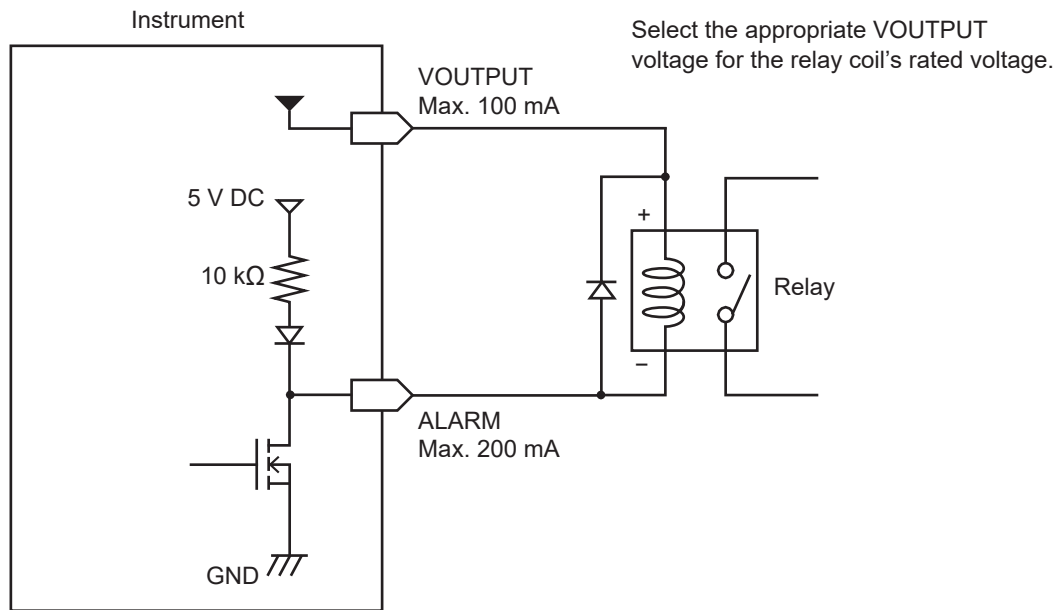 Instrument
Select the appropriate VOUTPUT
voltage for the relay coil’s rated voltage.
VOUTPUT
Max. 100 mA
5 V DC
+
10 kΩ
Relay
−
ALARM
Max. 200 mA
GND